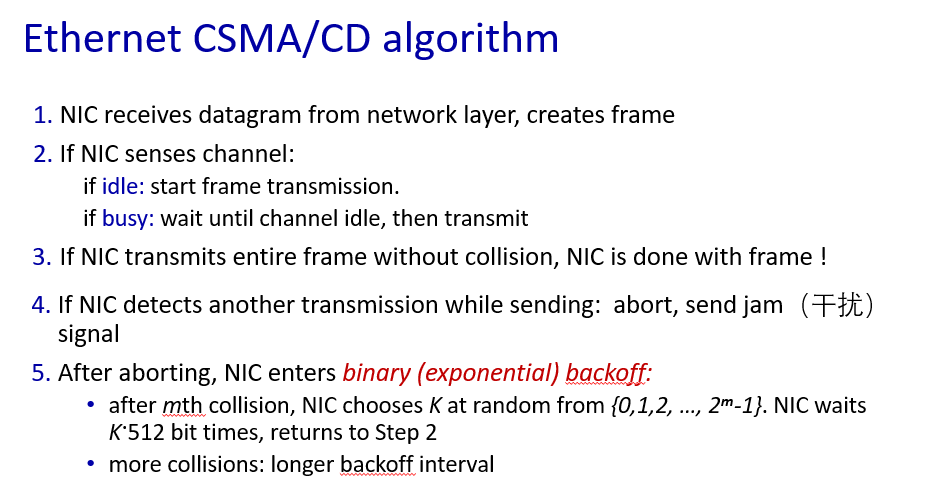 Ethernet CSMA/CD algorithm
1. NIC receives datagram from network layer, creates frame
2. If NIC senses channel:
if idle: start frame transmission.
if busy: wait until channel idle, then transmit
3. If NIC transmits entire frame without collision, NIC is done with frame !
4. If NIC detects another transmission while sending:  abort, send jam（干扰）
signal
5. After aborting, NIC enters binary (exponential) backoff:
• after mth collision, NIC chooses K at random from {0,1,2, …, 2ᵐ-1}. NIC waits
K·512 bit times, returns to Step 2
• more collisions: longer backoff interval